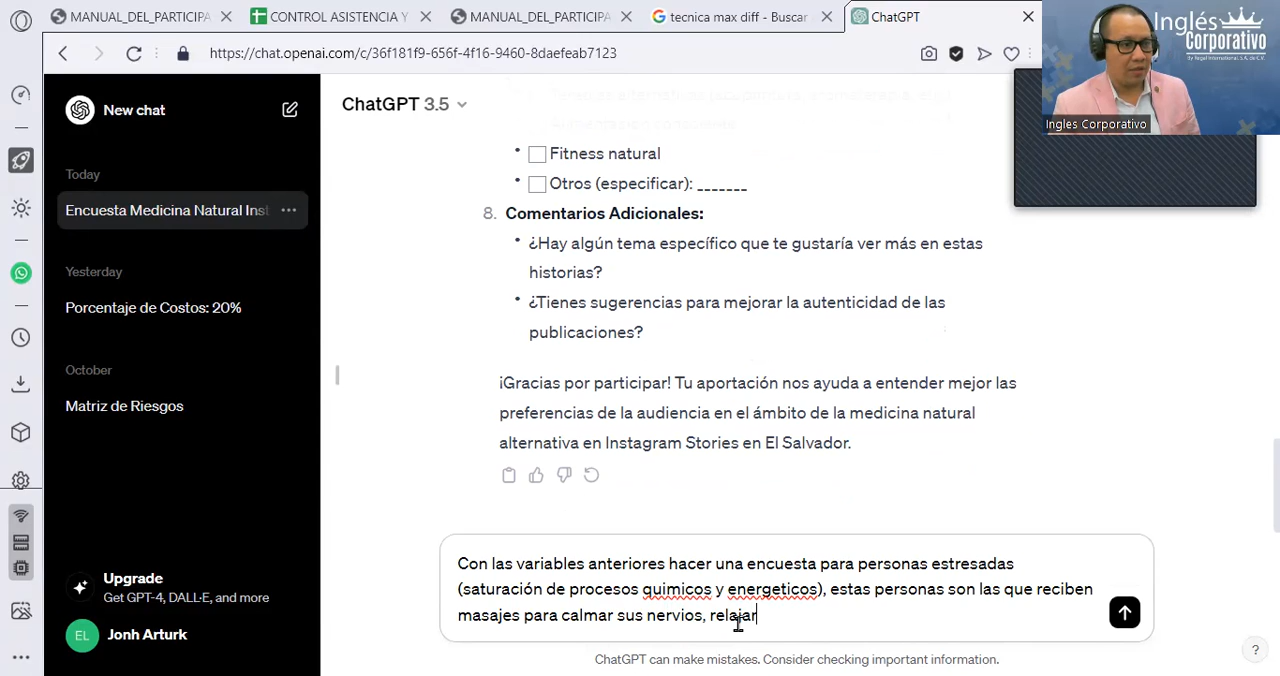 MANUAL_DEL_PARTICIPA
CONTROL ASISTENCIA Y
MANUAL_DEL_PARTICIPA
tecnica max diff - Buscar
ChatGPT
https://chat.openai.com/c/36f181f9-656f-4f16-9460-8daefeab7123
Inglés
Corporativo
By Regal International, S.A. de C.V.
Ingles Corporativo
New chat
Today
Encuesta Medicina Natural Inst
Yesterday
Porcentaje de Costos: 20%
October
Matriz de Riesgos
Upgrade
Get GPT-4, DALL·E, and more
EL
Jonh Arturk
ChatGPT 3.5
Fitness natural
Otros (especificar): _______
8. Comentarios Adicionales:
¿Hay algún tema específico que te gustaría ver más en estas
historias?
¿Tienes sugerencias para mejorar la autenticidad de las
publicaciones?
¡Gracias por participar! Tu aportación nos ayuda a entender mejor las
preferencias de la audiencia en el ámbito de la medicina natural
alternativa en Instagram Stories en El Salvador.
Con las variables anteriores hacer una encuesta para personas estresadas
(saturación de procesos quimicos y energeticos), estas personas son las que reciben
masajes para calmar sus nervios, relajar
ChatGPT can make mistakes. Consider checking important information.
?